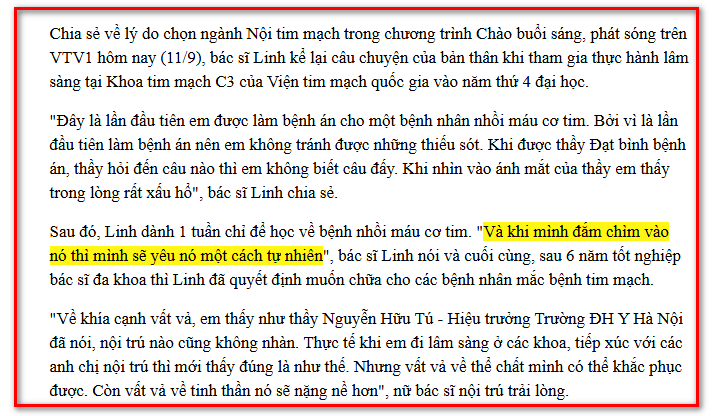 Chia sẻ về lý do chọn ngành Nội tim mạch trong chương trình Chào buổi sáng, phát sóng trên
VTV1 hôm nay (11/9), bác sĩ Linh kể lại câu chuyện của bản thân khi tham gia thực hành lâm
sàng tại Khoa tim mạch C3 của Viện tim mạch quốc gia vào năm thứ 4 đại học.
"Đây là lần đầu tiên em được làm bệnh án cho một bệnh nhân nhồi máu cơ tim. Bởi vì là lần
đầu tiên làm bệnh án nên em không tránh được những thiếu sót. Khi được thầy Đạt bình bệnh
án, thầy hỏi đến câu nào thì em không biết câu đấy. Khi nhìn vào ánh mắt của thầy em thấy
trong lòng rất xấu hổ", bác sĩ Linh chia sẻ.
Sau đó, Linh dành 1 tuần chỉ để học về bệnh nhồi máu cơ tim. "Và khi mình đắm chìm vào
nó thì mình sẽ yêu nó một cách tự nhiên", bác sĩ Linh nói và cuối cùng, sau 6 năm tốt nghiệp
bác sĩ đa khoa thì Linh đã quyết định muốn chữa cho các bệnh nhân mắc bệnh tim mạch.
"Về khía cạnh vất vả, em thấy như thầy Nguyễn Hữu Tú - Hiệu trưởng Trường ĐH Y Hà Nội
đã nói, nội trú nào cũng không nhàn. Thực tế khi em đi lâm sàng ở các khoa, tiếp xúc với các
anh chị nội trú thì mới thấy đúng là như thế. Nhưng vất vả về thể chất mình có thể khắc phục
được. Còn vất vả về tinh thần nó sẽ nặng nề hơn", nữ bác sĩ nội trú trải lòng.